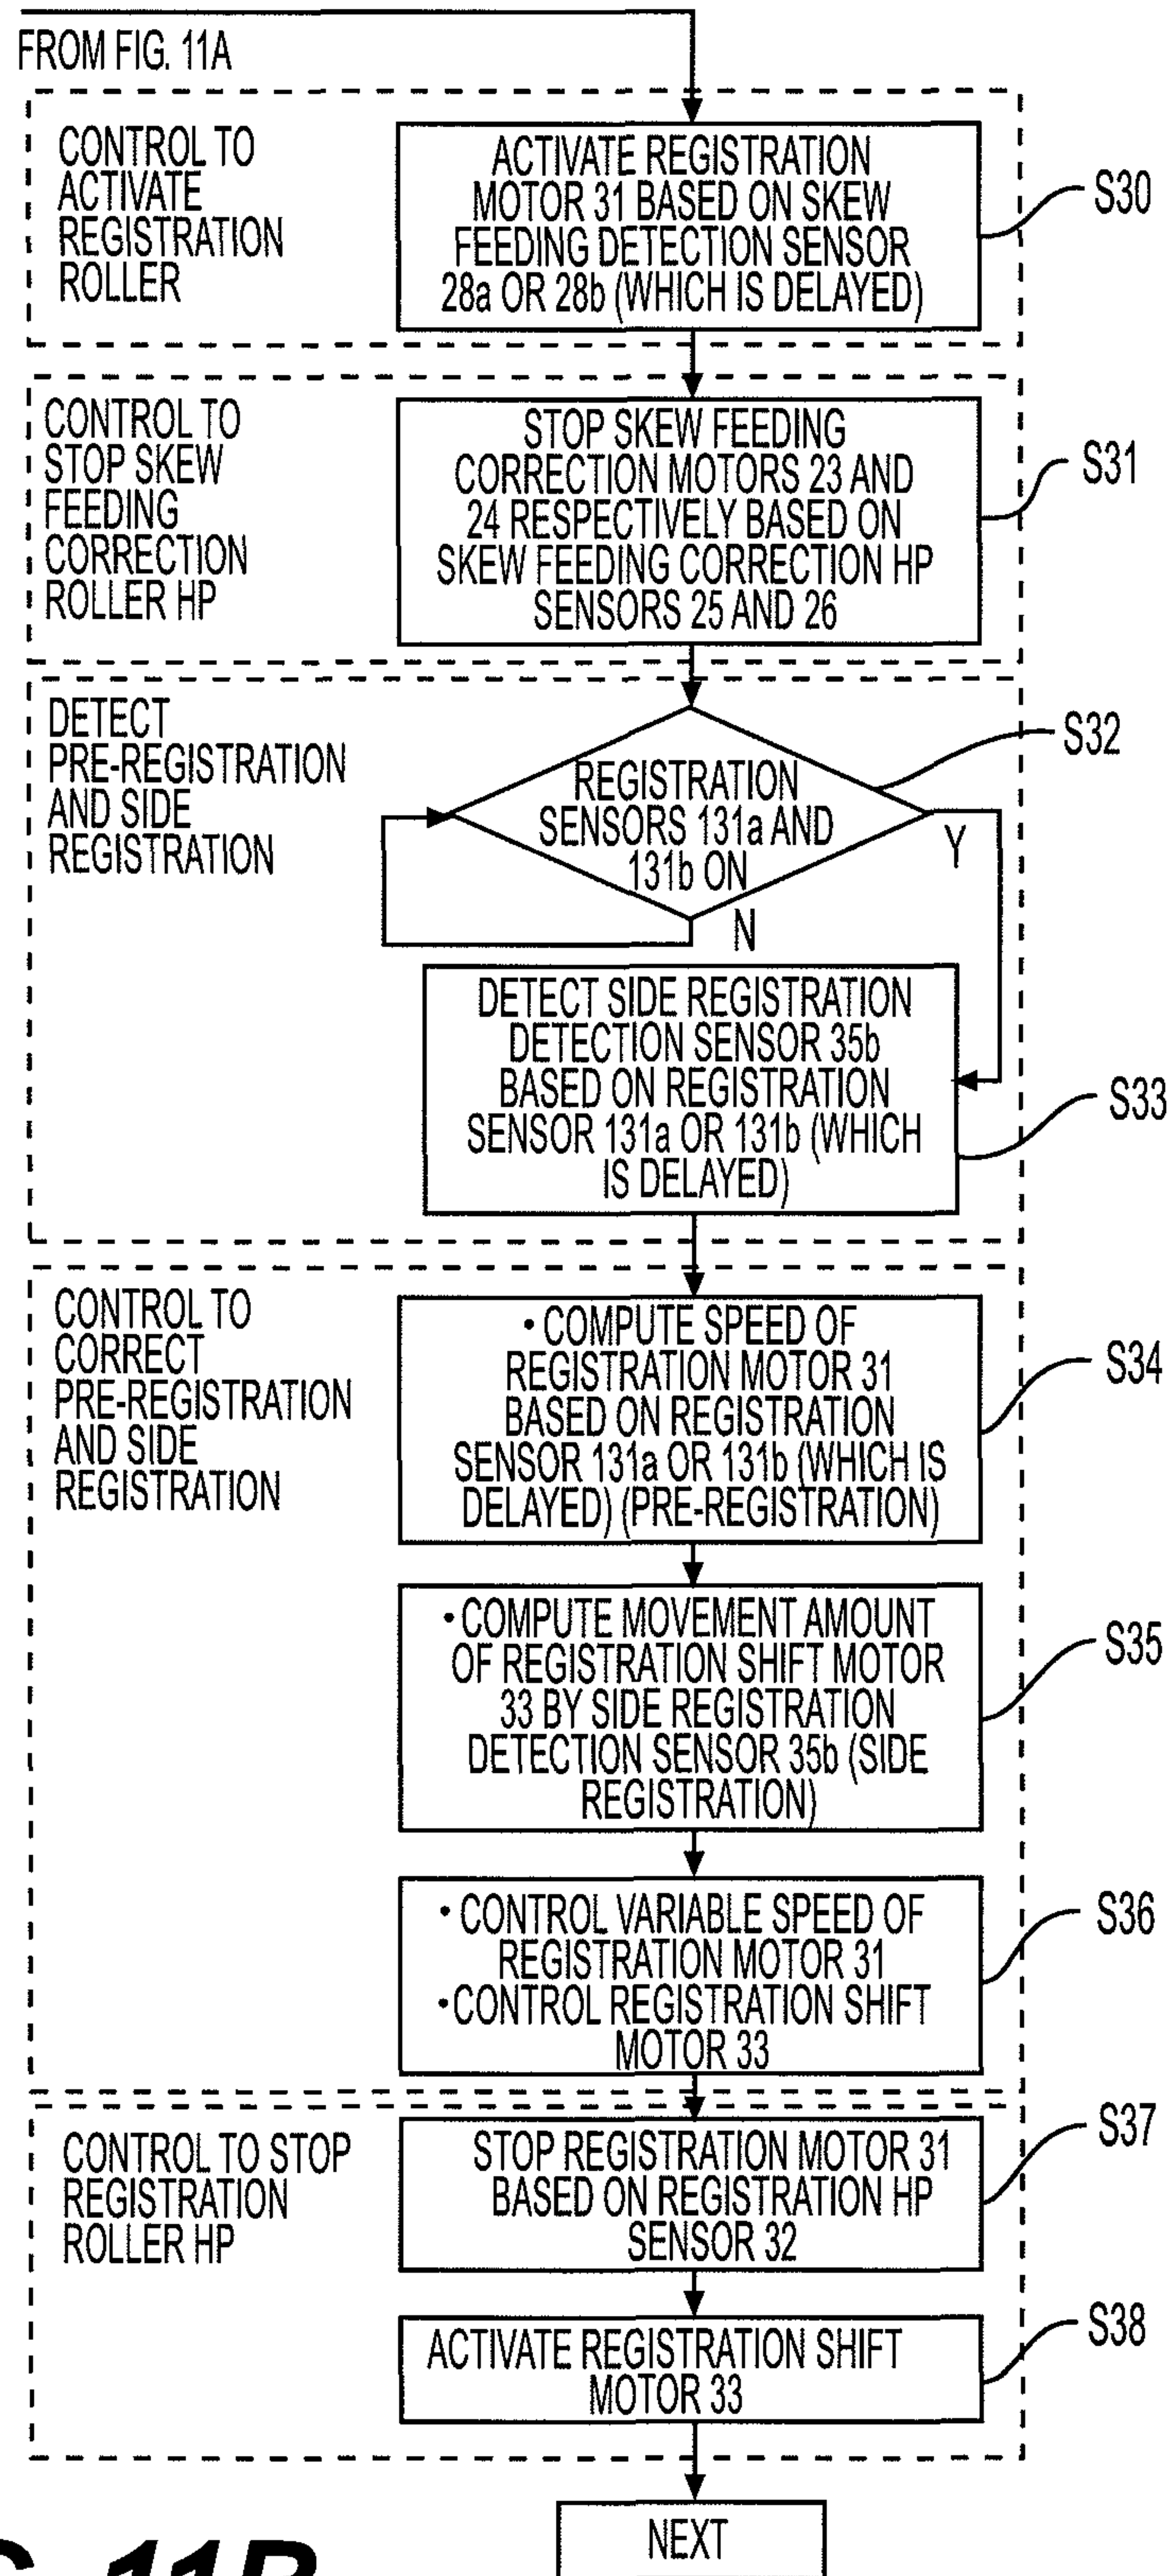 FROM FIG. 11A
CONTROL TO
ACTIVATE
REGISTRATION
ROLLER
ACTIVATE REGISTRATION
MOTOR 31 BASED ON SKEW
FEEDING DETECTION SENSOR
28a OR 28b (WHICH IS DELAYED)
S30
CONTROL TO
STOP SKEW
FEEDING
CORRECTION
ROLLER HP
STOP SKEW FEEDING
CORRECTION MOTORS 23 AND
24 RESPECTIVELY BASED ON
SKEW FEEDING CORRECTION HP
SENSORS 25 AND 26
S31
DETECT
PRE-REGISTRATION
AND SIDE
REGISTRATION
REGISTRATION
SENSORS 131a AND
131b ON
S32
Y
N
DETECT SIDE REGISTRATION
DETECTION SENSOR 35b
BASED ON REGISTRATION
SENSOR 131a OR 131b (WHICH
IS DELAYED)
S33
CONTROL TO
CORRECT
PRE-REGISTRATION
AND SIDE
REGISTRATION
• COMPUTE SPEED OF
REGISTRATION MOTOR 31
BASED ON REGISTRATION
SENSOR 131a OR 131b (WHICH IS
DELAYED) (PRE-REGISTRATION)
S34
• COMPUTE MOVEMENT AMOUNT
OF REGISTRATION SHIFT MOTOR
33 BY SIDE REGISTRATION
DETECTION SENSOR 35b (SIDE
REGISTRATION)
S35
• CONTROL VARIABLE SPEED OF
REGISTRATION MOTOR 31
• CONTROL REGISTRATION SHIFT
MOTOR 33
S36
CONTROL TO STOP
REGISTRATION
ROLLER HP
STOP REGISTRATION MOTOR 31
BASED ON REGISTRATION HP
SENSOR 32
S37
ACTIVATE REGISTRATION SHIFT
MOTOR 33
S38
NEXT
11B